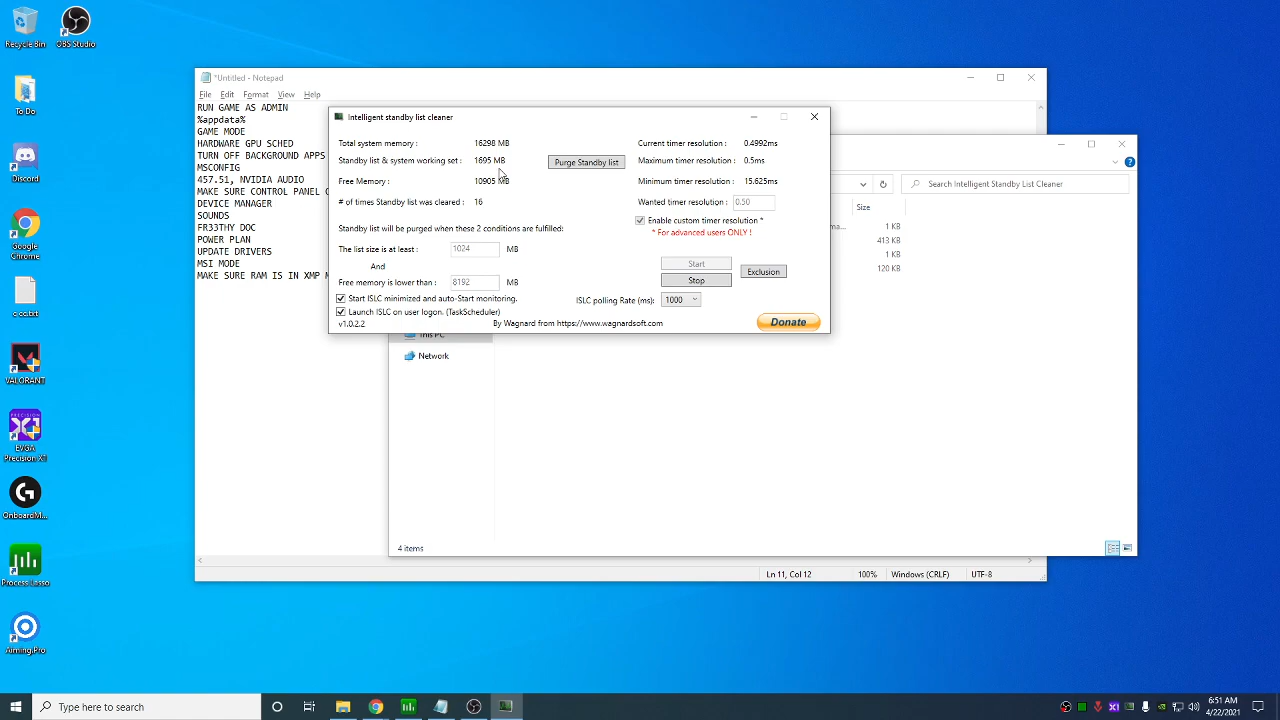 Recycle Bin
OBS Studio
To Do
Discord
Google
Chrome
VALORANT
PRECISION
X1
EVGA
Precision X1
OnboardM...
Process Lasso
Aiming.Pro
*Untitled - Notepad
File Edit Format View Help
RUN GAME AS ADMIN
%appdata%
GAME MODE
HARDWARE GPU SCHED
TURN OFF BACKGROUND APPS
MSCONFIG
457.51, NVIDIA AUDIO
MAKE SURE CONTROL PANEL
DEVICE MANAGER
SOUNDS
FR33THY DOC
POWER PLAN
UPDATE DRIVERS
MSI MODE
MAKE SURE RAM IS IN XMP
Intelligent standby list cleaner
Total system memory : 16298 MB
Standby list & system working set : 1695 MB
Free Memory : 10905 MB
# of times Standby list was cleared : 16
Purge Standby list
Standby list will be purged when these 2 conditions are fulfilled:
The list size is at least : 1024 MB
And
Free memory is lower than : 8192 MB
Start ISLC minimized and auto-Start monitoring.
Launch ISLC on user logon. (TaskScheduler)
v1.0.2.2
By Wagnard from https://www.wagnardsoft.com
Current timer resolution : 0.4992ms
Maximum timer resolution : 0.5ms
Minimum timer resolution : 15.625ms
Wanted timer resolution : 0.50
Enable custom timer resolution *
* For advanced users ONLY !
Start
Stop
Exclusion
ISLC polling Rate (ms): 1000
Donate
Search Intelligent Standby List Cleaner
Size
ma...
1 KB
413 KB
1 KB
120 KB
This PC
Network
4 items
Ln 11, Col 12 100% Windows (CRLF) UTF-8
Type here to search
6:51 AM
4/22/2021